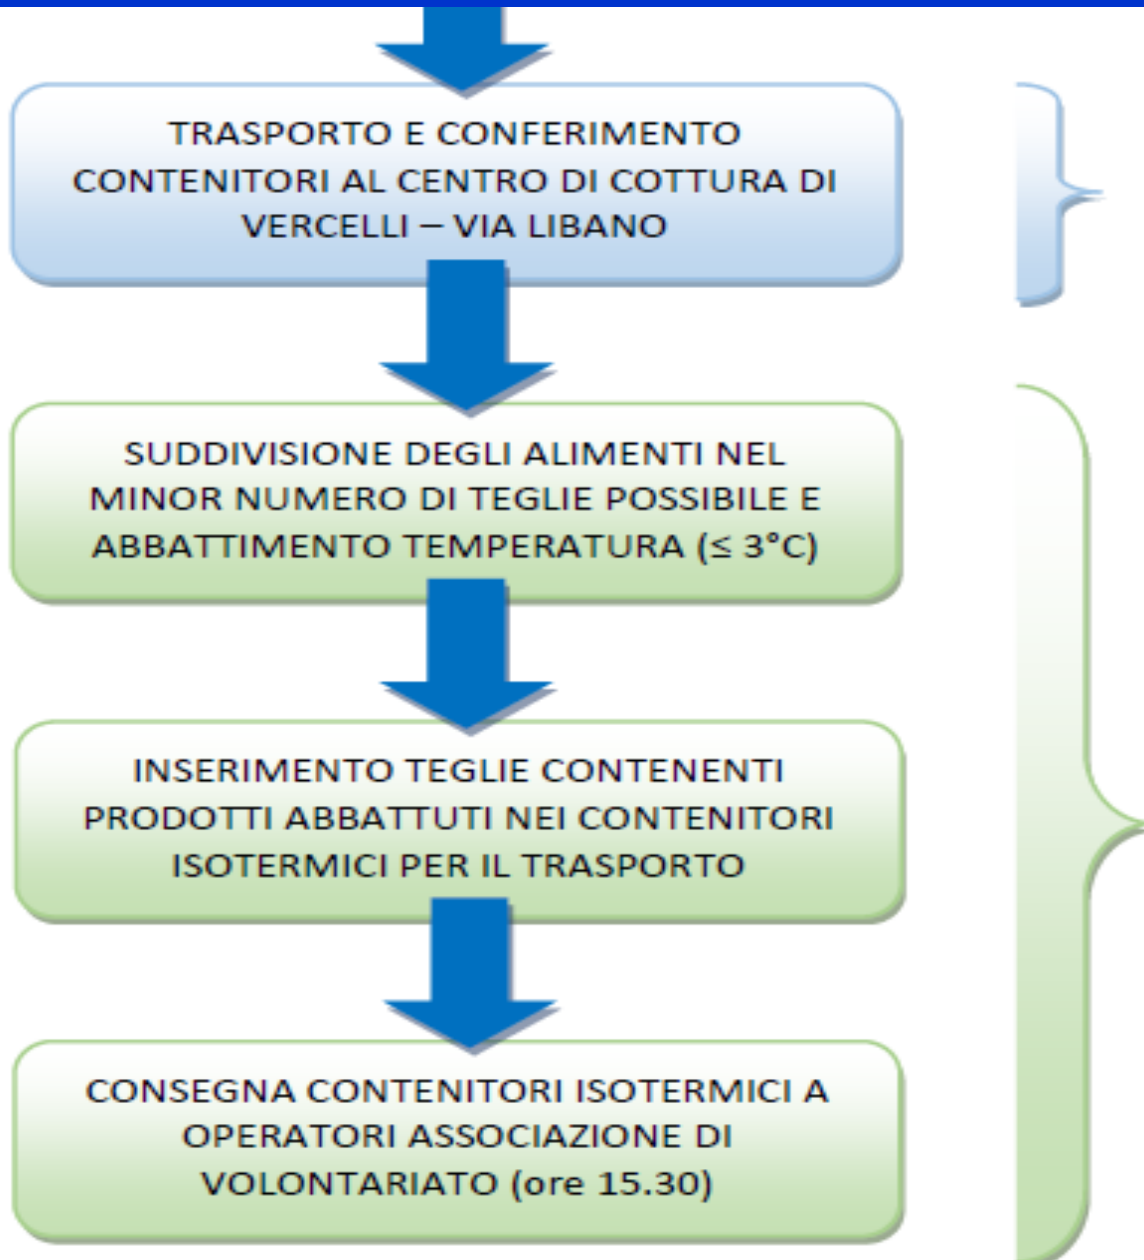 TRASPORTO E CONFERIMENTO
CONTENITORI AL CENTRO DI COTTURA DI
VERCELLI – VIA LIBANO
SUDDIVISIONE DEGLI ALIMENTI NEL
MINOR NUMERO DI TEGLIE POSSIBILE E
ABBATTIMENTO TEMPERATURA (≤ 3°C)
INSERIMENTO TEGLIE CONTENENTI
PRODOTTI ABBATTUTI NEI CONTENITORI
ISOTERMICI PER IL TRASPORTO
CONSEGNA CONTENITORI ISOTERMICI A
OPERATORI ASSOCIAZIONE DI
VOLONTARIATO (ore 15.30)